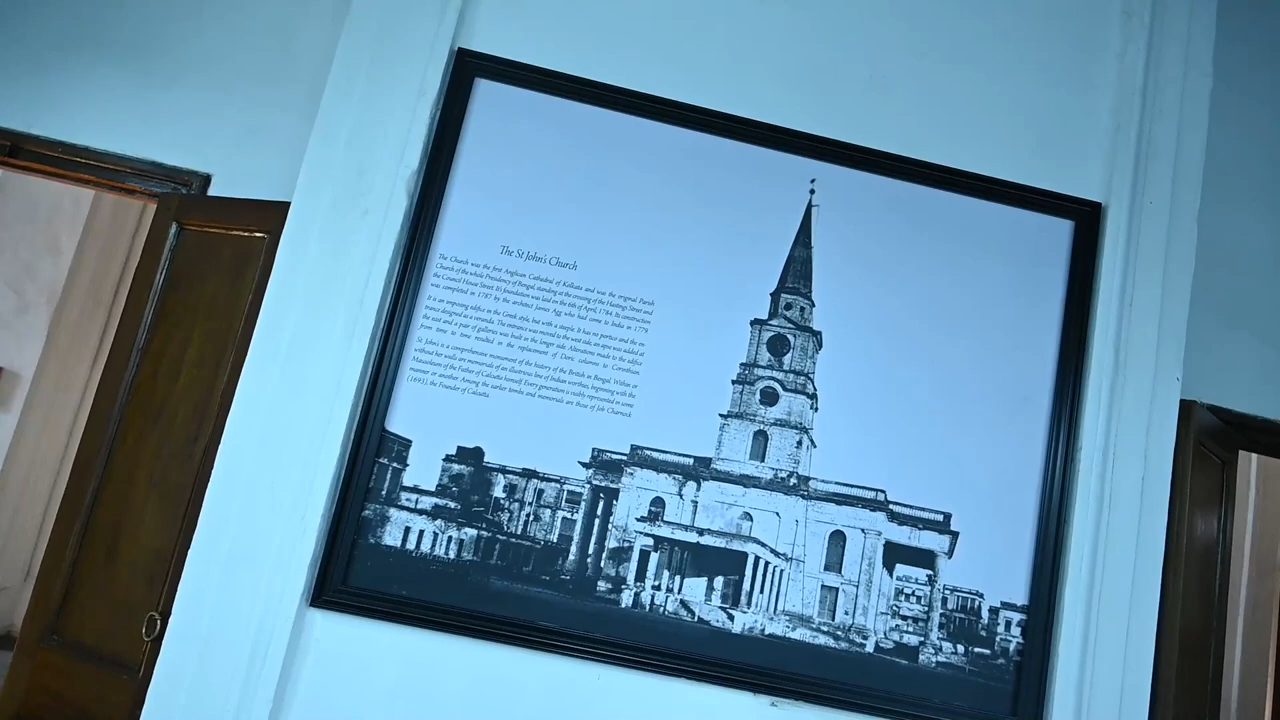 The St John's Church
The Church was the first Anglican Cathedral of Kolkata and was the original Parish
Church of the whole Presidency of Bengal, standing at the crossing of the Hastings Street and
the Council House Street. It's foundation was laid on the 6th of April, 1784. Its construction
was completed in 1787 by the architect James Agg who had come to India in 1779
It is an imposing edifice in the Greek style, but with a steeple. It has no portico and the en-
trance designed as a veranda. The entrance was moved to the west side, an apse was added at
the east and a pair of galleries was built in the longer side. Alterations made to the edifice
from time to time resulted in the replacement of Doric columns to Corinthian.
St. John's is a comprehensive monument of the history of the British in Bengal. Within or
without her walls are memorials of an illustrious line of Indian worthies, beginning with the
Mausoleum of the Father of Calcutta himself. Every generation is visibly represented in some
manner or another. Among the earlier tombs and memorials are those of Job Charnock
(1693), the Founder of Calcutta.